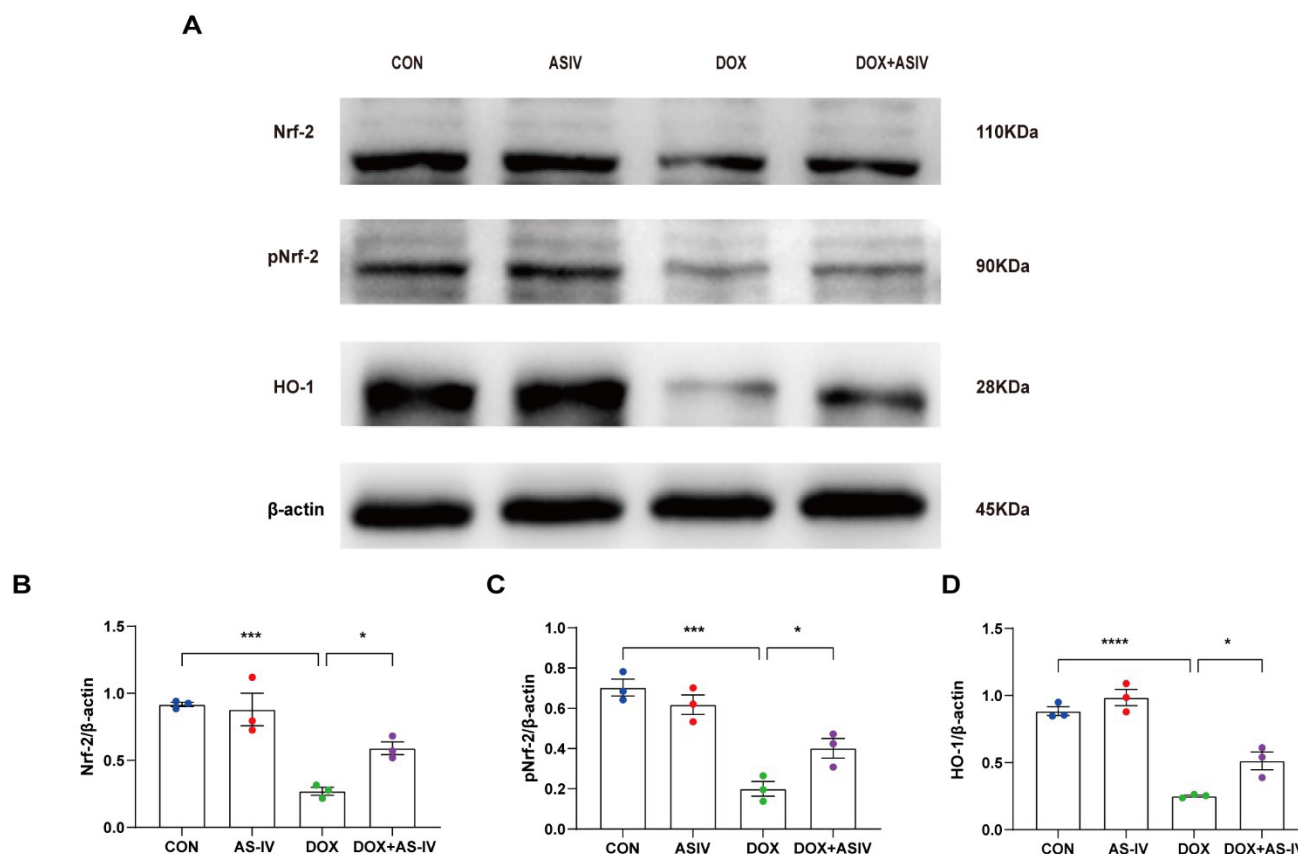 A
CON ASIV DOX DOX+ASIV
Nrf-2 110KDa
pNrf-2 90KDa
HO-1 28KDa
β-actin 45KDa
B
Nrf-2/β-actin
1.5
1.0
0.5
0.0
*** *
CON AS-IV DOX DOX+AS-IV
C
pNrf-2/β-actin
1.0
0.8
0.6
0.4
0.2
0.0
*** *
CON ASIV DOX DOX+ASIV
D
HO-1/β-actin
1.5
1.0
0.5
0.0
**** *
CON AS-IV DOX DOX+AS-IV